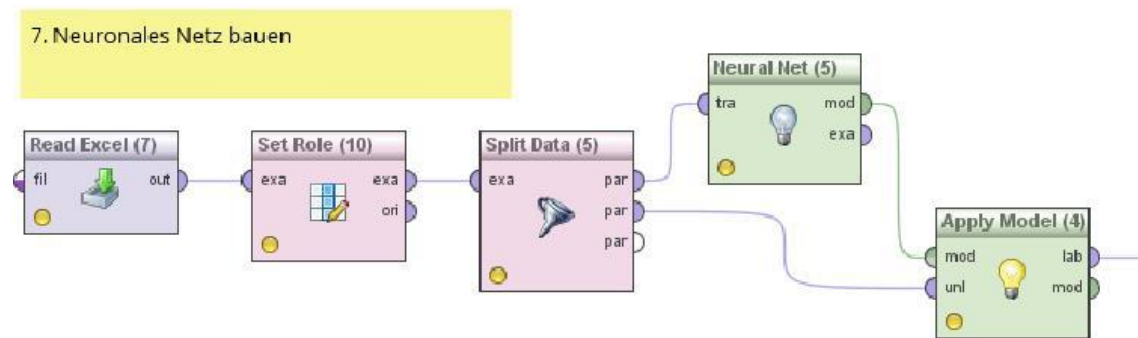 7. Neuronales Netz bauen
Neural Net (5)
tra mod
exa
Read Excel (7)
fil out
Set Role (10)
exa exa
ori
Split Data (5)
exa par
par
par
Apply Model (4)
mod lab
unl mod